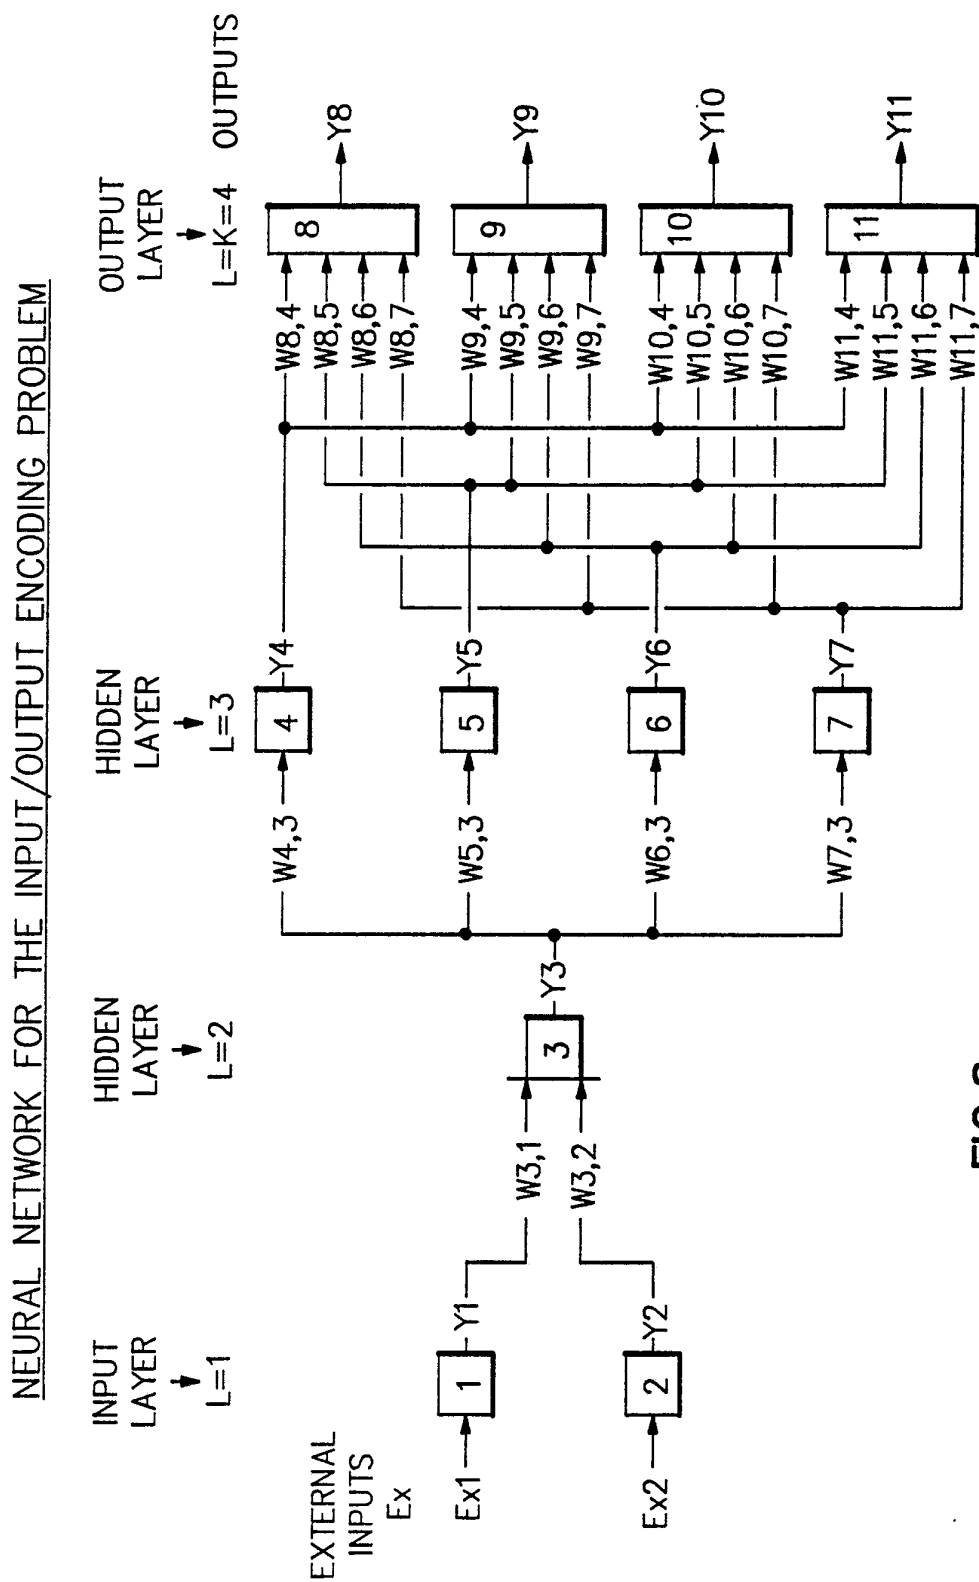 NEURAL NETWORK FOR THE INPUT/OUTPUT ENCODING PROBLEM
INPUT
LAYER
L=1
HIDDEN
LAYER
L=2
HIDDEN
LAYER
L=3
OUTPUT
LAYER
L=K=4
OUTPUTS
EXTERNAL
INPUTS
Ex
Ex1
1
Y1
Ex2
2
Y2
W3,1
W3,2
3
Y3
W4,3
4
Y4
W5,3
5
Y5
W6,3
6
Y6
W7,3
7
Y7
W8,4
W8,5
W8,6
W8,7
8
Y8
W9,4
W9,5
W9,6
W9,7
9
Y9
W10,4
W10,5
W10,6
W10,7
10
Y10
W11,4
W11,5
W11,6
W11,7
11
Y11